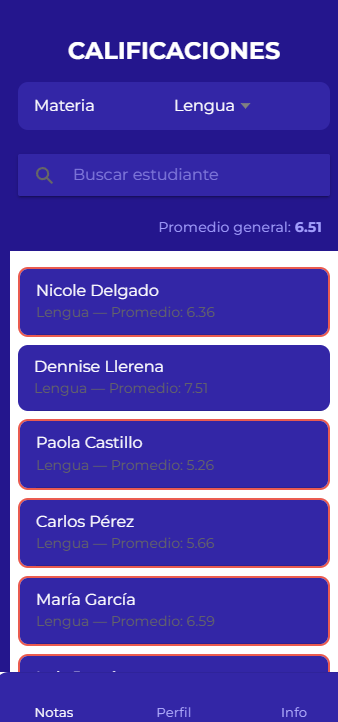 CALIFICACIONES
Materia Lengua
Buscar estudiante
Promedio general: 6.51
Nicole Delgado
Lengua — Promedio: 6.36
Dennise Llerena
Lengua — Promedio: 7.51
Paola Castillo
Lengua — Promedio: 5.26
Carlos Pérez
Lengua — Promedio: 5.66
María García
Lengua — Promedio: 6.59
Notas Perfil Info